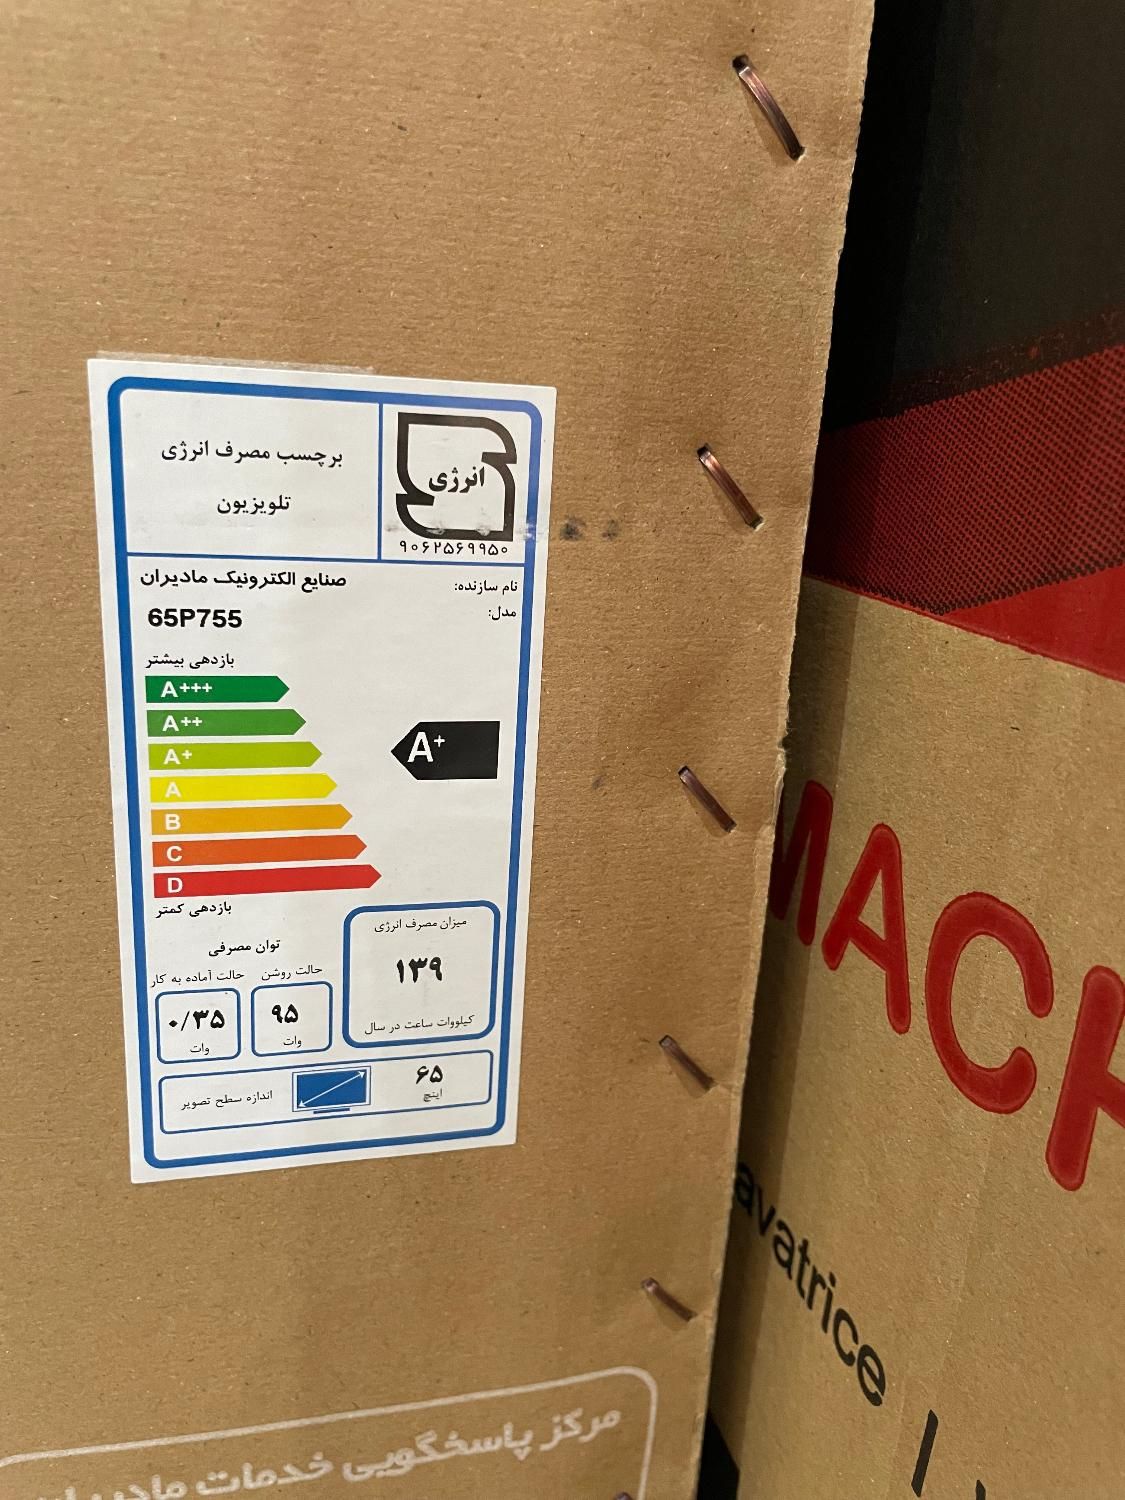 برچسب مصرف انرژی
تلویزیون
انرژی
9062569950
نام سازنده: صنایع الکترونیک مادیران
مدل: 65P755
بازدهی بیشتر
A+++
A++
A+
A
B
C
D
A+
بازدهی کمتر
میزان مصرف انرژی
۱۳۹
کیلووات ساعت در سال
توان مصرفی
حالت روشن
۹۵
وات
حالت آماده به کار
۰/۳۵
وات
۶۵
اینچ
اندازه سطح تصویر
مرکز پاسخگویی خدمات
MACH
avatrice /